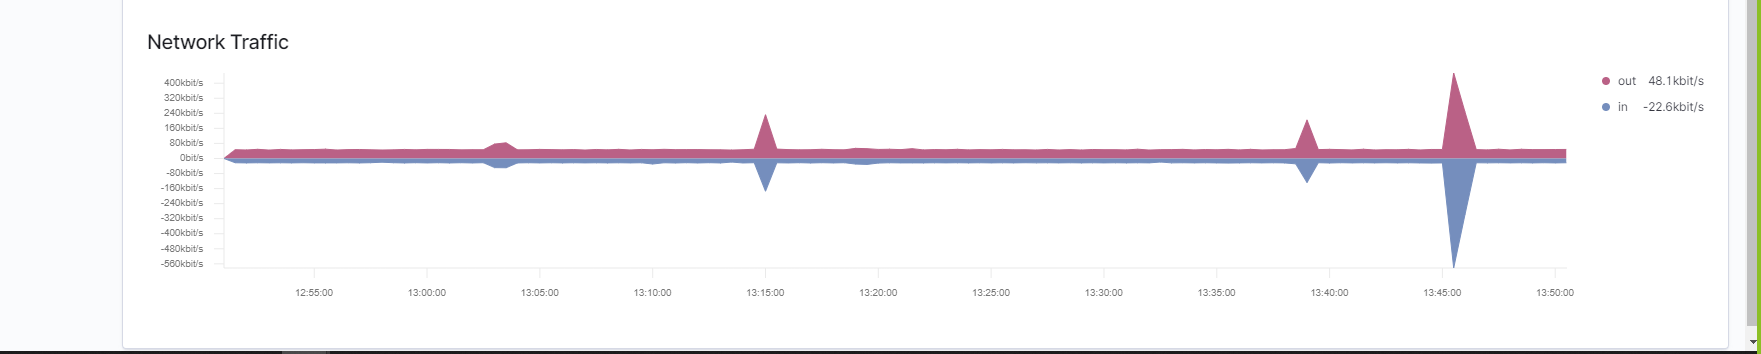 Network Traffic
400kbit/s
320kbit/s
240kbit/s
160kbit/s
80kbit/s
0bit/s
-80kbit/s
-160kbit/s
-240kbit/s
-320kbit/s
-400kbit/s
-480kbit/s
-560kbit/s
12:55:00 13:00:00 13:05:00 13:10:00 13:15:00 13:20:00 13:25:00 13:30:00 13:35:00 13:40:00 13:45:00 13:50:00
out 48.1kbit/s
in -22.6kbit/s